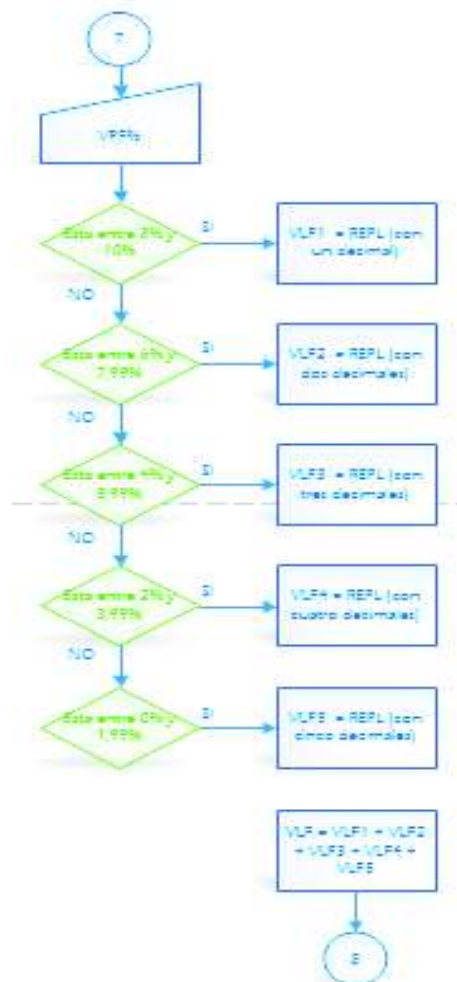 7
VPF%
Esta entre 8% y
10%
SI
VLF1 = REPL (con
un decimal)
NO
Esta entre 6% y
7.99%
SI
VLF2 = REPL (con
dos decimales)
NO
Esta entre 4% y
5.99%
SI
VLF3 = REPL (con
tres decimales)
NO
Esta entre 2% y
3.99%
SI
VLF4 = REPL (con
cuatro decimales)
NO
Esta entre 0% y
1.99%
SI
VLF5 = REPL (con
cinco decimales)
VLF = VLF1 + VLF2
+ VLF3 + VLF4 +
VLF5